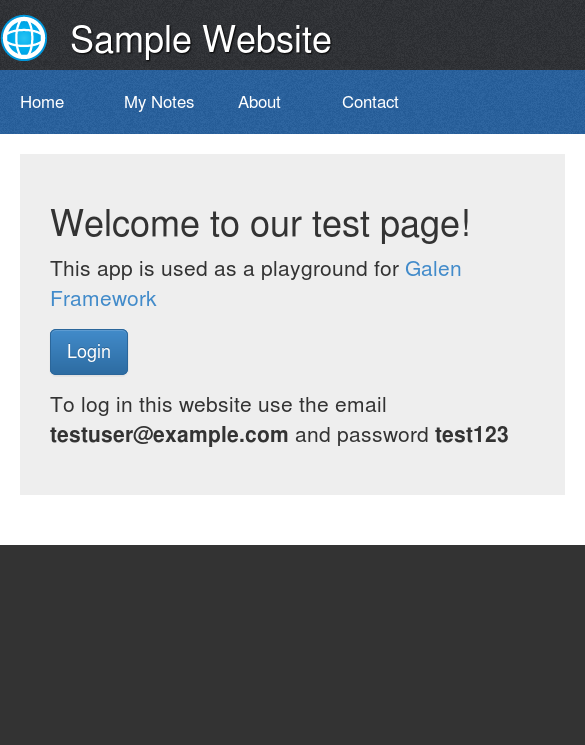 Sample Website
Home My Notes About Contact
Welcome to our test page!
This app is used as a playground for Galen
Framework
Login
To log in this website use the email
testuser@example.com and password test123